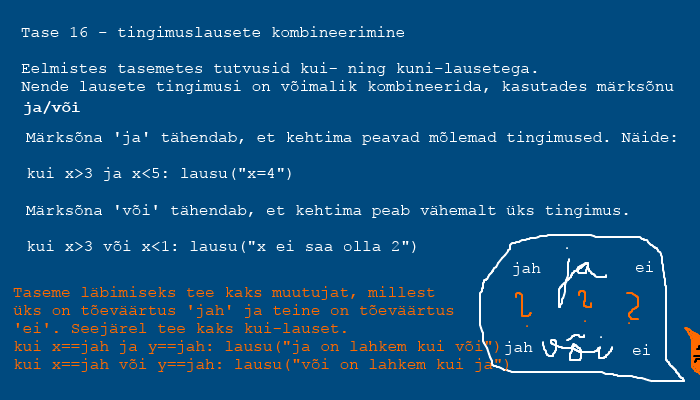 Tase 16 - tingimuslausete kombineerimine
Eelmistes tasemetes tutvusid kui- ning kuni-lausetega.
Nende lausete tingimusi on võimalik kombineerida, kasutades märksõnu
ja/või
Märksõna 'ja' tähendab, et kehtima peavad mõlemad tingimused. Näide:
kui x>3 ja x<5: lausu("x=4")
Märksõna 'või' tähendab, et kehtima peab vähemalt üks tingimus.
kui x>3 või x<1: lausu("x ei saa olla 2")
Taseme läbimiseks tee kaks muutujat, millest
üks on tõeväärtus 'jah' ja teine on tõeväärtus
'ei'. Seejärel tee kaks kui-lauset.
kui x==jah ja y==jah: lausu("ja on lahkem kui või")
kui x==jah või y==jah: lausu("või on lahkem kui ja")
jah ja ei
? ? ?
jah või ei